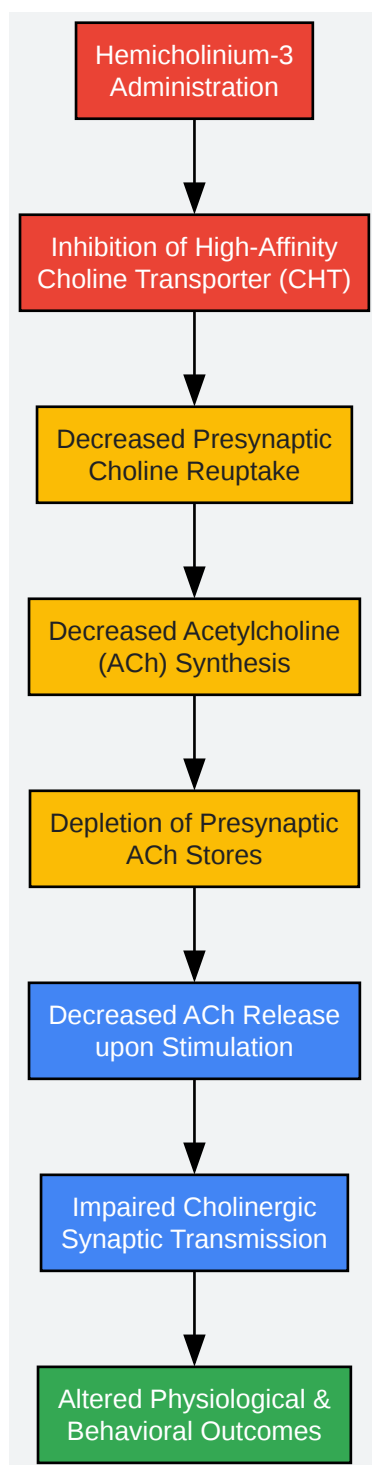 Hemicholinium-3
Administration
Inhibition of High-Affinity
Choline Transporter (CHT)
Decreased Presynaptic
Choline Reuptake
Decreased Acetylcholine
(ACh) Synthesis
Depletion of Presynaptic
ACh Stores
Decreased ACh Release
upon Stimulation
Impaired Cholinergic
Synaptic Transmission
Altered Physiological &
Behavioral Outcomes